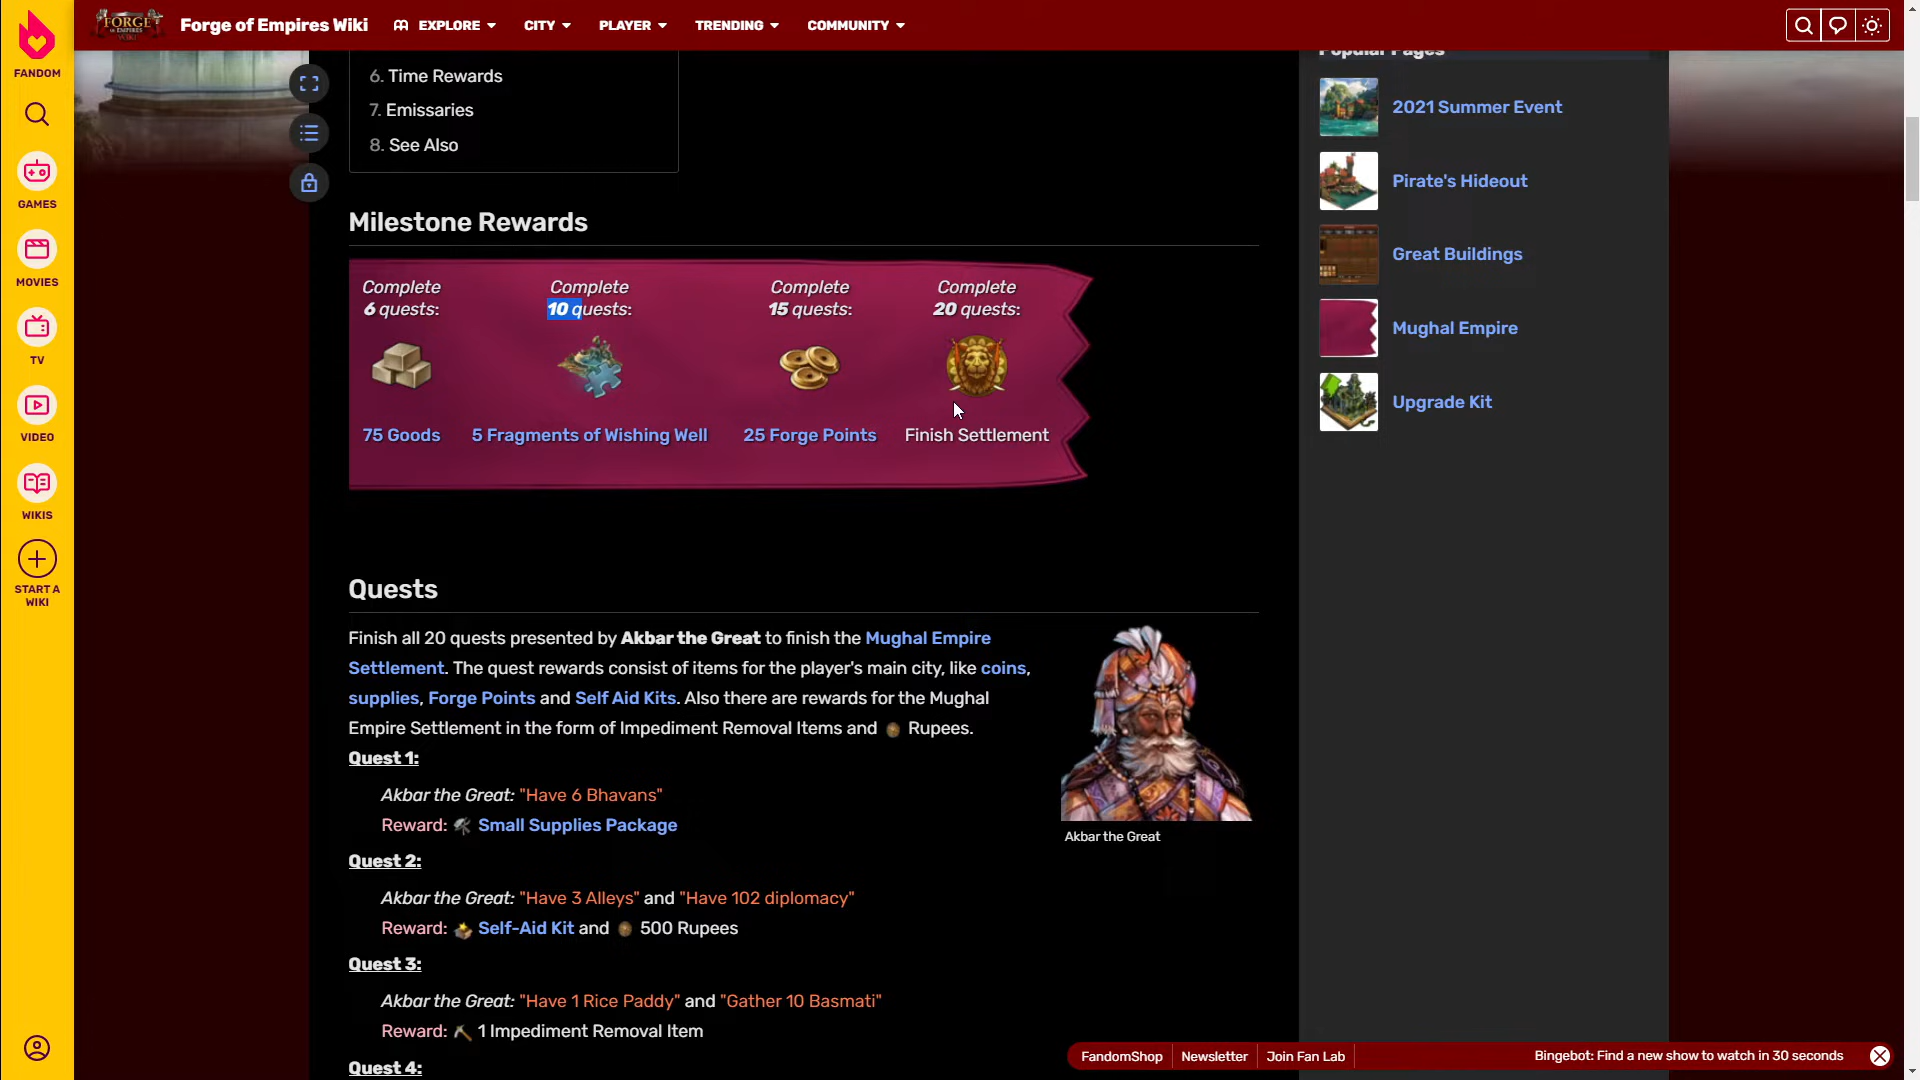 FORGE OF EMPIRES WIKI
Forge of Empires Wiki
EXPLORE
CITY
PLAYER
TRENDING
COMMUNITY
FANDOM
GAMES
MOVIES
TV
VIDEO
WIKIS
START A
WIKI
6. Time Rewards
7. Emissaries
8. See Also
Milestone Rewards
Complete
6 quests:
75 Goods
Complete
10 quests:
5 Fragments of Wishing Well
Complete
15 quests:
25 Forge Points
Complete
20 quests:
Finish Settlement
Quests
Finish all 20 quests presented by Akbar the Great to finish the Mughal Empire
Settlement. The quest rewards consist of items for the player's main city, like coins,
supplies, Forge Points and Self Aid Kits. Also there are rewards for the Mughal
Empire Settlement in the form of Impediment Removal Items and Rupees.
Akbar the Great
Quest 1:
Akbar the Great: "Have 6 Bhavans"
Reward: Small Supplies Package
Quest 2:
Akbar the Great: "Have 3 Alleys" and "Have 102 diplomacy"
Reward: Self-Aid Kit and 500 Rupees
Quest 3:
Akbar the Great: "Have 1 Rice Paddy" and "Gather 10 Basmati"
Reward: 1 Impediment Removal Item
Quest 4:
Popular Pages
2021 Summer Event
Pirate's Hideout
Great Buildings
Mughal Empire
Upgrade Kit
FandomShop
Newsletter
Join Fan Lab
Bingebot: Find a new show to watch in 30 seconds